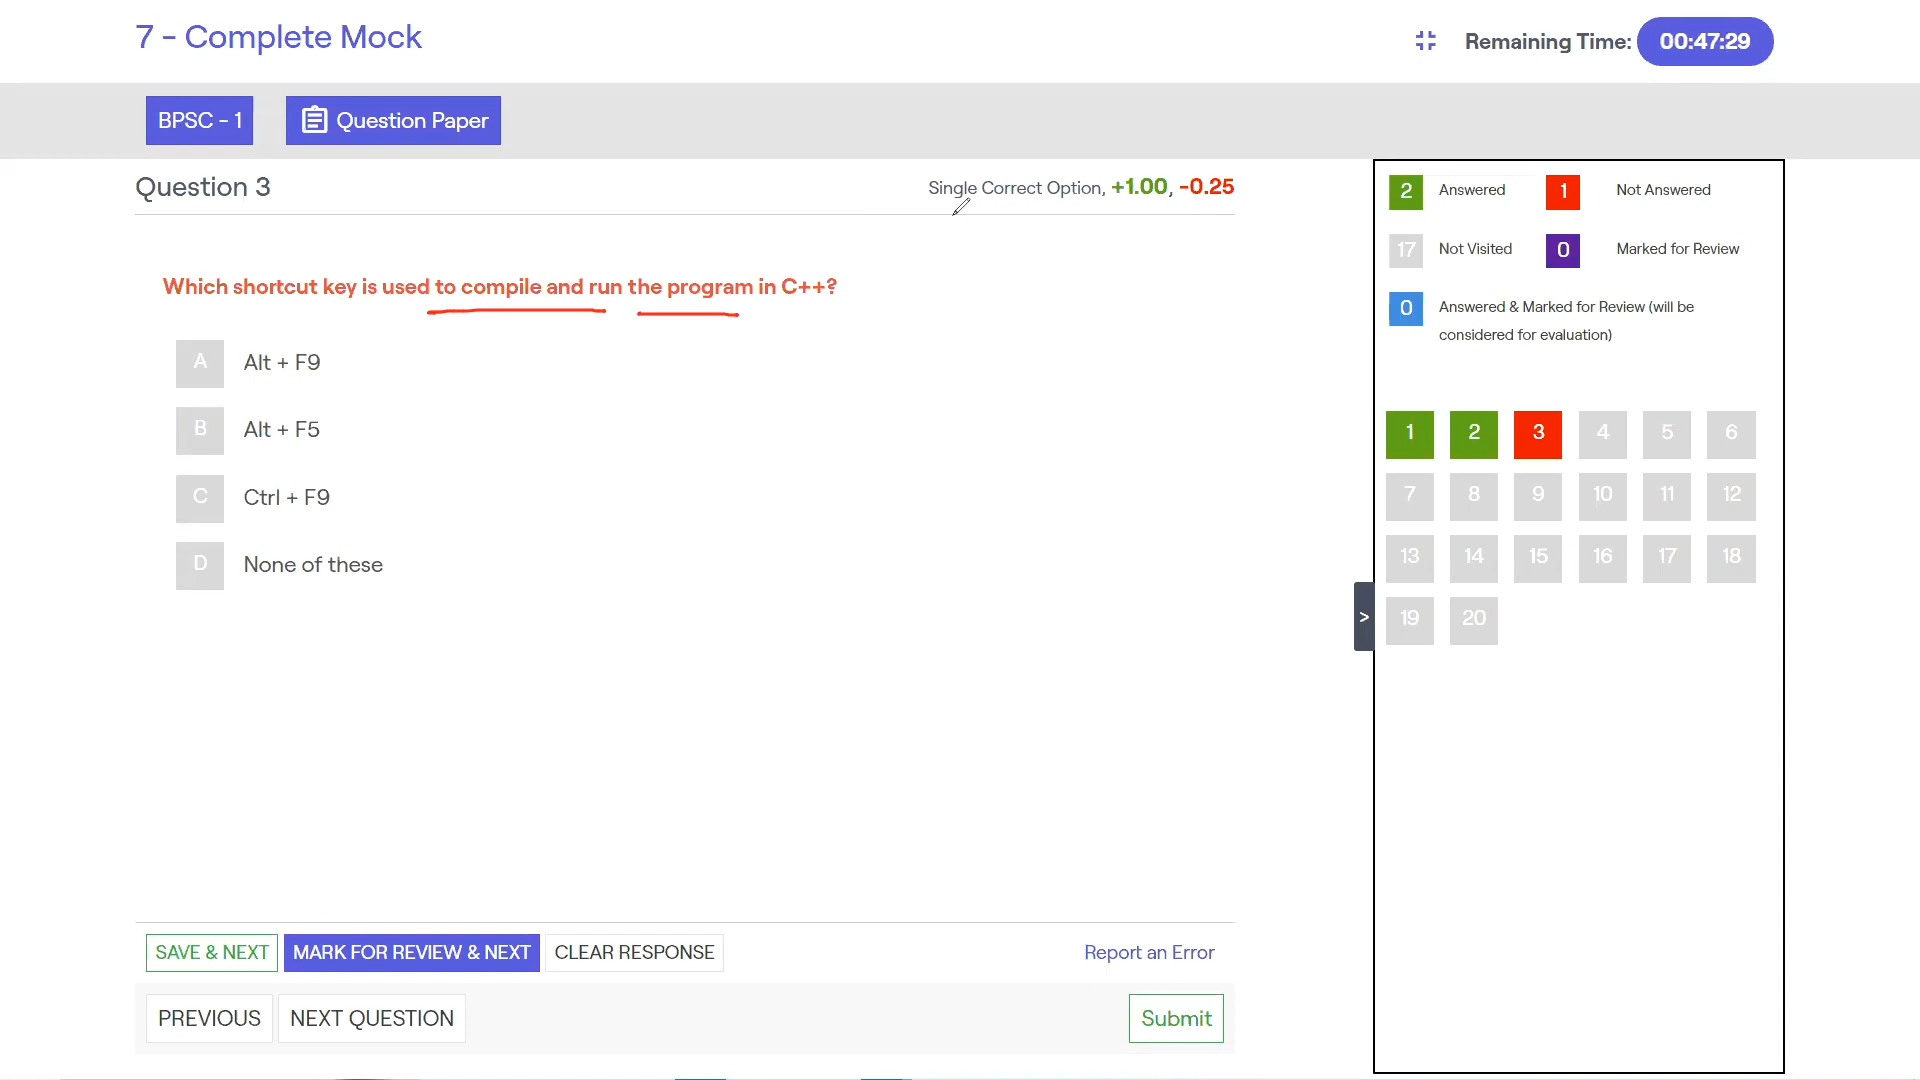 7 - Complete Mock
Remaining Time: 00:47:29
BPSC - 1
Question Paper
Question 3
Single Correct Option, +1.00, -0.25
Which shortcut key is used to compile and run the program in C++?
A Alt + F9
B Alt + F5
C Ctrl + F9
D None of these
SAVE & NEXT
MARK FOR REVIEW & NEXT
CLEAR RESPONSE
Report an Error
PREVIOUS
NEXT QUESTION
Submit
2 Answered
1 Not Answered
17 Not Visited
0 Marked for Review
0 Answered & Marked for Review (will be
considered for evaluation)
1 2 3 4 5 6
7 8 9 10 11 12
13 14 15 16 17 18
> 19 20